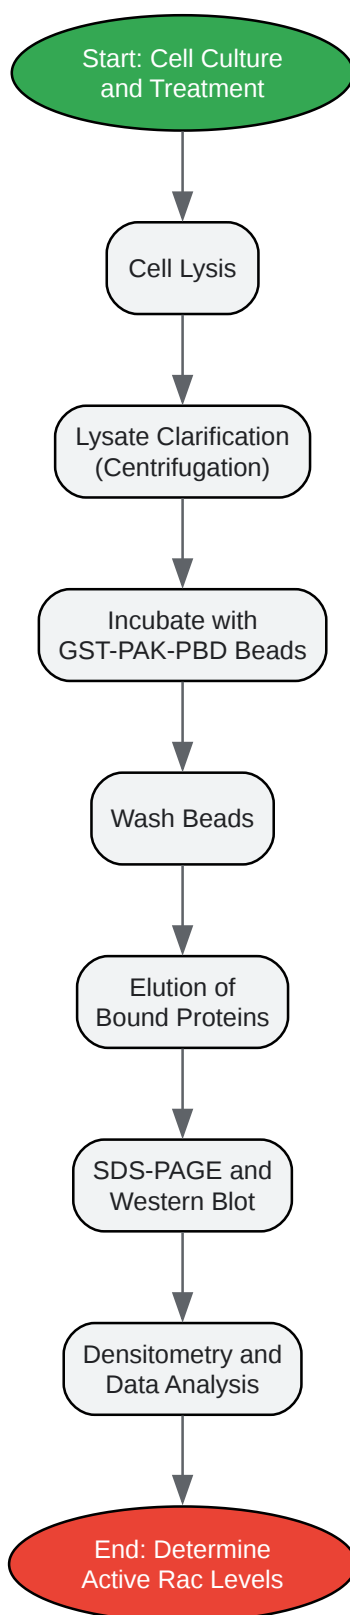 Start: Cell Culture
and Treatment
Cell Lysis
Lysate Clarification
(Centrifugation)
Incubate with
GST-PAK-PBD Beads
Wash Beads
Elution of
Bound Proteins
SDS-PAGE and
Western Blot
Densitometry and
Data Analysis
End: Determine
Active Rac Levels